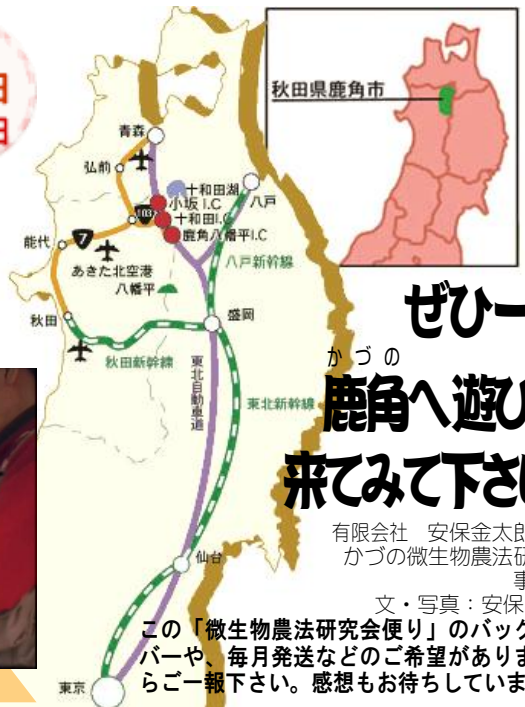 日
日
秋田県鹿角市
青森
弘前
十和田湖
八戸
小坂I.C
103
十和田I.C
鹿角八幡平I.C
能代
7
あきた北空港
八幡平
八戸新幹線
秋田
盛岡
秋田新幹線
東北自動車道
東北新幹線
仙台
東京
ぜひ一
かづの
鹿角へ遊び
来てみて下さい
有限会社　安保金太郎
かづの微生物農法研
事
文・写真：安保
この「微生物農法研究会便り」のバック
バーや、毎月発送などのご希望がありま
らご一報下さい。感想もお待ちしていま